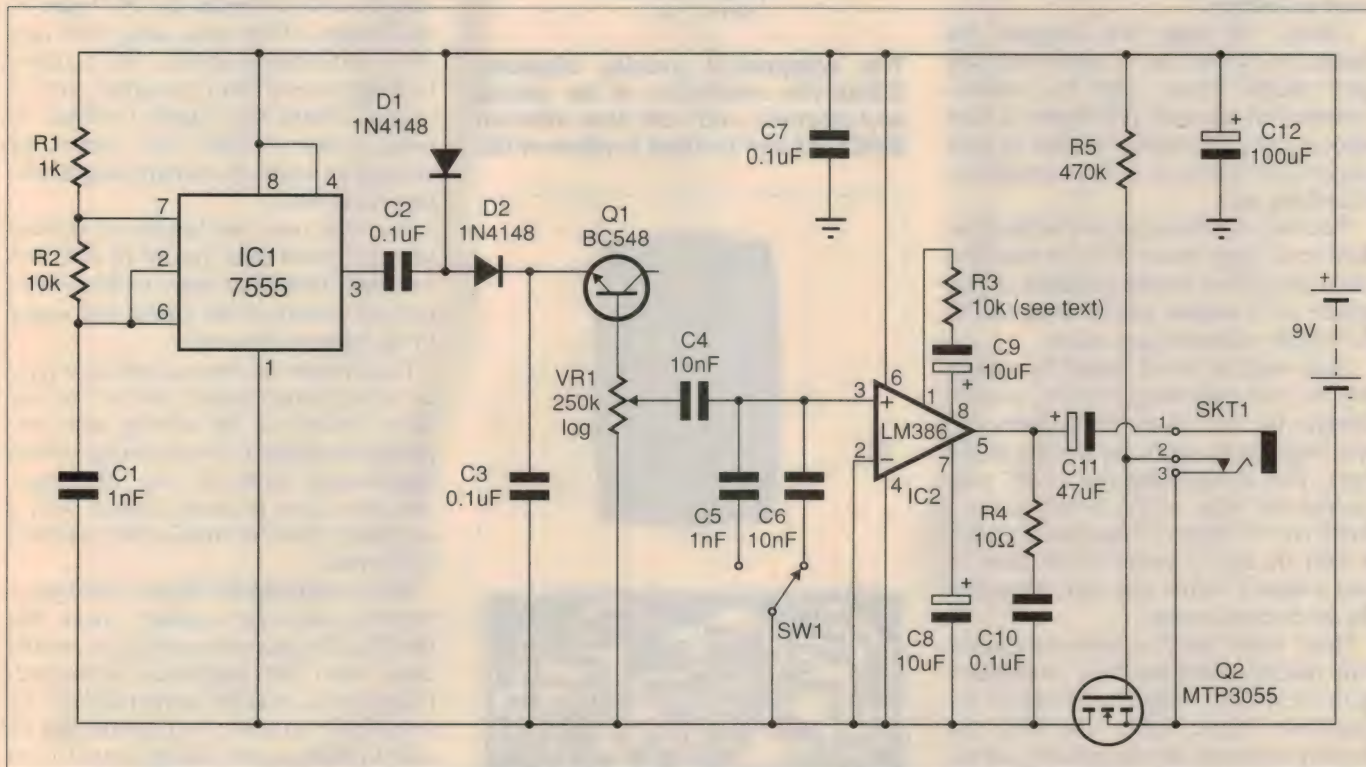 R1
1k
R2
10k
C1
1nF
7
2
6
8
4
IC1
7555
3
1
D1
1N4148
C2
0.1uF
D2
1N4148
C3
0.1uF
Q1
BC548
VR1
250k
log
C4
10nF
C5
1nF
C6
10nF
SW1
C7
0.1uF
3
+
2
−
6
1
LM386
8
5
7
4
IC2
R3
10k (see text)
C9
10uF
+
+
C8
10uF
R4
10Ω
C10
0.1uF
+
C11
47uF
R5
470k
+
C12
100uF
SKT1
1
2
3
Q2
MTP3055
+
9V
-